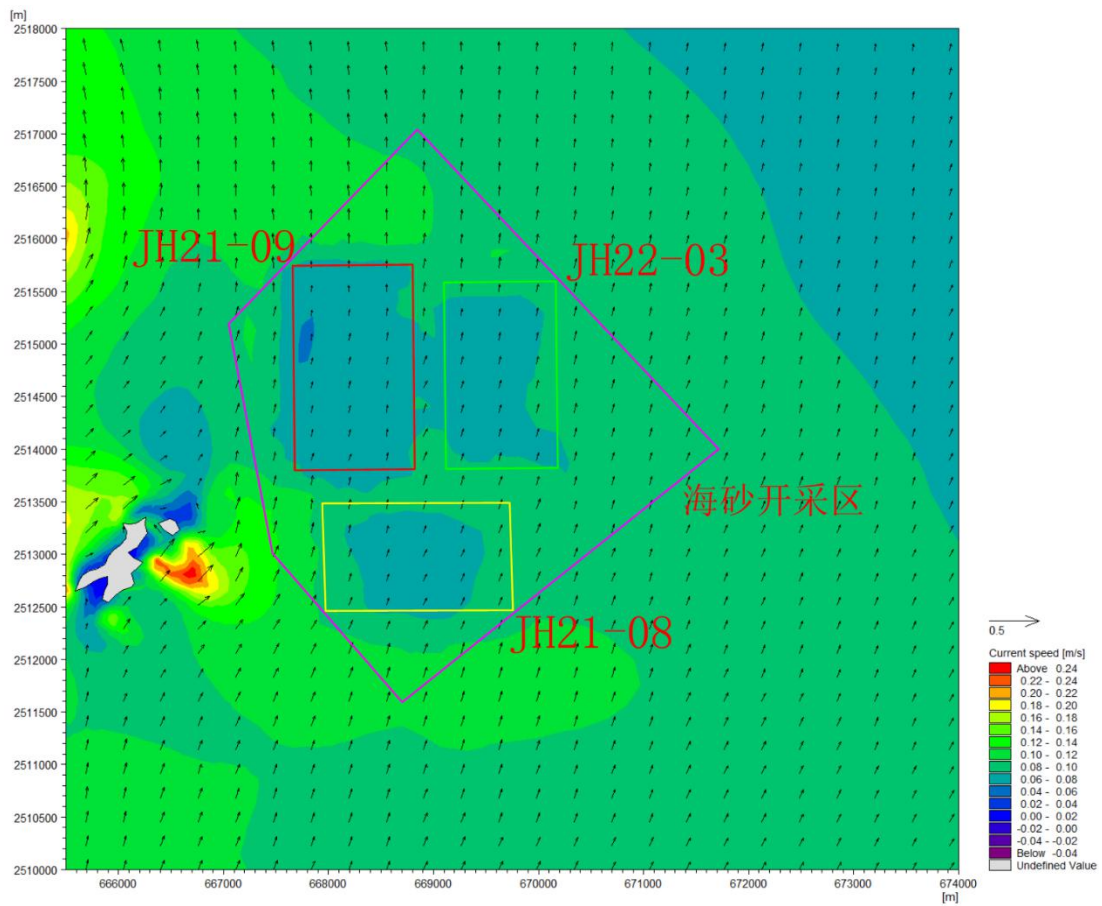 [m]
2518000
2517500
2517000
2516500
2516000
2515500
2515000
2514500
2514000
2513500
2513000
2512500
2512000
2511500
2511000
2510500
2510000
JH21-09
JH22-03
海砂开采区
JH21-08
666000 667000 668000 669000 670000 671000 672000 673000 674000
[m]
0.5
Current speed [m/s]
Above 0.24
0.22 - 0.24
0.20 - 0.22
0.18 - 0.20
0.16 - 0.18
0.14 - 0.16
0.12 - 0.14
0.10 - 0.12
0.08 - 0.10
0.06 - 0.08
0.04 - 0.06
0.02 - 0.04
0.00 - 0.02
-0.02 - 0.00
-0.04 - -0.02
Below -0.04
Undefined Value